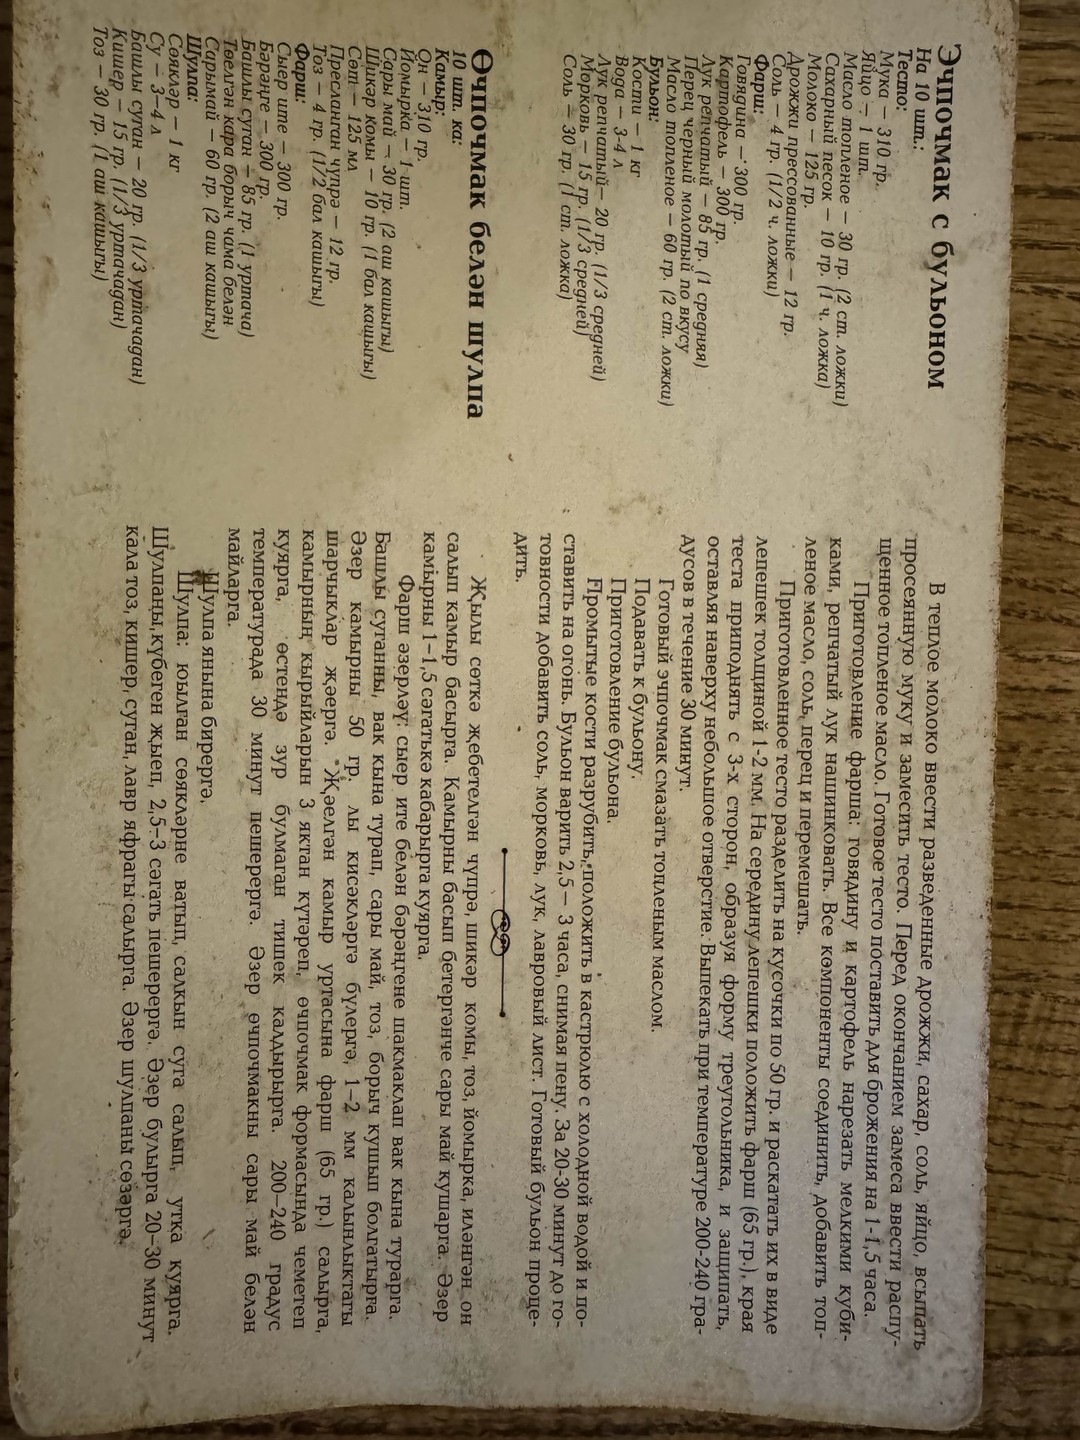 Эчпочмак с бульоном
На 10 шт.:
Тесто:
Мука — 310 гр.
Яйцо — 1 шт.
Масло топленое — 30 гр. (2 ст. ложки)
Сахарный песок — 10 гр. (1 ч. ложка)
Молоко — 125 гр.
Дрожжи прессованные — 12 гр.
Соль — 4 гр. (1/2 ч. ложки)
Фарш:
Говядина — 300 гр.
Картофель — 300 гр.
Лук репчатый — 85 гр. (1 средняя)
Перец черный молотый по вкусу
Масло топленое — 60 гр. (2 ст. ложки)
Бульон:
Кости — 1 кг
Вода — 3-4 л
Лук репчатый— 20 гр. (1/3 средней)
Морковь — 15 гр. (1/3 средней)
Соль — 30 гр. (1 ст. ложка)
В теплое молоко ввести разведенные дрожжи, сахар, соль, яйцо, всыпать
просеянную муку и заместить тесто. Перед окончанием замеса ввести распу-
щенное топленое масло. Готовое тесто поставить для брожения на 1-1,5 часа.
Приготовление фарша: говядину и картофель нарезать мелкими куби-
ками, репчатый лук нашинковать. Все компоненты соединить, добавить топ-
леное масло, соль, перец и перемешать.
Приготовленное тесто разделить на кусочки по 50 гр. и раскатать их в виде
лепешек толщиной 1-2 мм. На середину лепешки положить фарш (65 гр.), края
теста приподнять с 3-х сторон, образуя форму треугольника, и защипать,
оставляя наверху небольшое отверстие. Выпекать при температуре 200-240 гра-
дусов в течение 30 минут.
Готовый эчпочмак смазать топленым маслом.
Подавать к бульону.
Приготовление бульона.
Промытые кости разрубить, положить в кастрюлю с холодной водой и по-
ставить на огонь. Бульон варить 2,5— 3 часа, снимая пену. За 20-30 минут до го-
товности добавить соль, морковь, лук, лавровый лист. Готовый бульон проце-
дить.
Өчпочмак белән шулпа
10 шт. ка:
Камыр:
Он — 310 гр.
Йомырка — 1 шт.
Сары май — 30 гр. (2 аш кашыгы)
Шикәр комы — 10 гр. (1 бал кашыгы)
Сөт — 125 мл
Пресланган чүпрә — 12 гр.
Тоз — 4 гр. (1/2 бал кашыгы)
Фарш:
Сыер ите — 300 гр.
Бәрәңге — 300 гр.
Башлы суган — 85 гр. (1 уртача)
Төелгән кара борыч чама белән
Сарымай — 60 гр. (2 аш кашыгы)
Шулпа:
Сөякләр — 1 кг
Су — 3–4 л
Башлы суган — 20 гр. (1/3 уртачадан)
Кишер — 15 гр. (1/3 уртачадан)
Тоз — 30 гр. (1 аш кашыгы)
Җылы сөткә җебетелгән чүпрә, шикәр комы, тоз, йомырка, иләнгән он
салып камыр басырга. Камырны басып бетергәнче сары май кушарга. Әзер
камырны 1–1,5 сәгатькә кабарырга куярга.
Фарш әзерләү: сыер ите белән бәрәңгене шакмаклап вак кына турарга.
Башлы суганны, вак кына турап, сары май, тоз, борыч кушып болгатырга.
Әзер камырны 50 гр. лы кисәкләргә бүлергә, 1–2 мм калынлыктагы
шарчыклар җәергә. Җәелгән камыр уртасына фарш (65 гр.) салырга,
камырның кырыйларын 3 яктан күтәреп, өчпочмак формасында чеметеп
куярга, өстендә зур булмаган тишек калдырырга. 200–240 градус
температурада 30 минут пешерергә. Әзер өчпочмакны сары май белән
майларга.
Шулпа янына бирергә.
Шулпа: юылган сөякләрне ватып, салкын суга салып, утка куярга.
Шулпаның күбеген җыеп, 2,5–3 сәгать пешерергә. Әзер булырга 20–30 минут
кала тоз, кишер, суган, лавр яфрагы салырга. Әзер шулпаны сөзәргә.